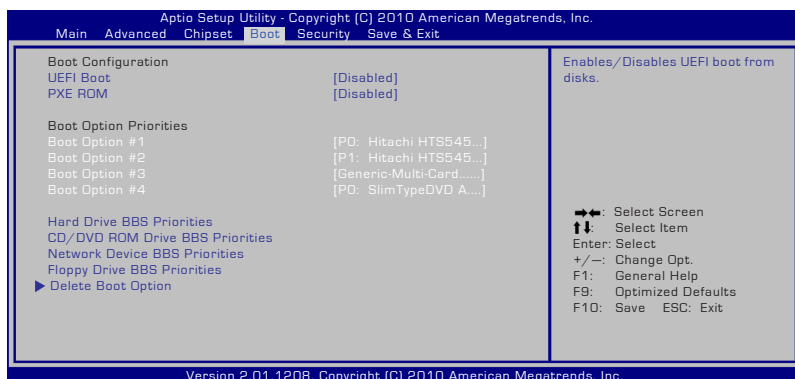 Aptio Setup Utility - Copyright (C) 2010 American Megatrends, Inc.
Main Advanced Chipset Boot Security Save & Exit
Boot Configuration
UEFI Boot [Disabled]
PXE ROM [Disabled]
Boot Option Priorities
Boot Option #1 [P0: Hitachi HTS545...]
Boot Option #2 [P1: Hitachi HTS545...]
Boot Option #3 [Generic-Multi-Card......]
Boot Option #4 [P0: SlimTypeDVD A....]
Hard Drive BBS Priorities
CD/DVD ROM Drive BBS Priorities
Network Device BBS Priorities
Floppy Drive BBS Priorities
▶ Delete Boot Option
Enables/Disables UEFI boot from
disks.
➡⬅: Select Screen
⬆⬇: Select Item
Enter: Select
+/—: Change Opt.
F1: General Help
F9: Optimized Defaults
F10: Save ESC: Exit
Version 2.01.1208. Copyright (C) 2010 American Megatrends, Inc.